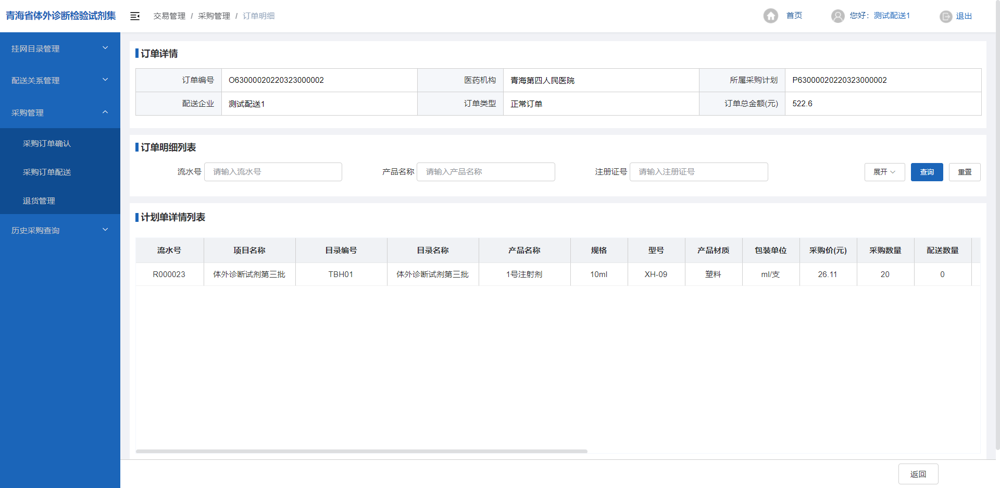 青海省体外诊断检验试剂集
交易管理 / 采购管理 / 订单明细
首页
您好：测试配送1
退出
挂网目录管理
配送关系管理
采购管理
采购订单确认
采购订单配送
退货管理
历史采购查询
订单详情
订单编号 O63000020220323000002 医药机构 青海第四人民医院 所属采购计划 P63000020220323000002
配送企业 测试配送1 订单类型 正常订单 订单总金额(元) 522.6
订单明细列表
流水号 请输入流水号 产品名称 请输入产品名称 注册证号 请输入注册证号 展开 查询 重置
计划单详情列表
流水号 项目名称 目录编号 目录名称 产品名称 规格 型号 产品材质 包装单位 采购价(元) 采购数量 配送数量
R000023 体外诊断试剂第三批 TBH01 体外诊断试剂第三批 1号注射剂 10ml XH-09 塑料 ml/支 26.11 20 0
返回